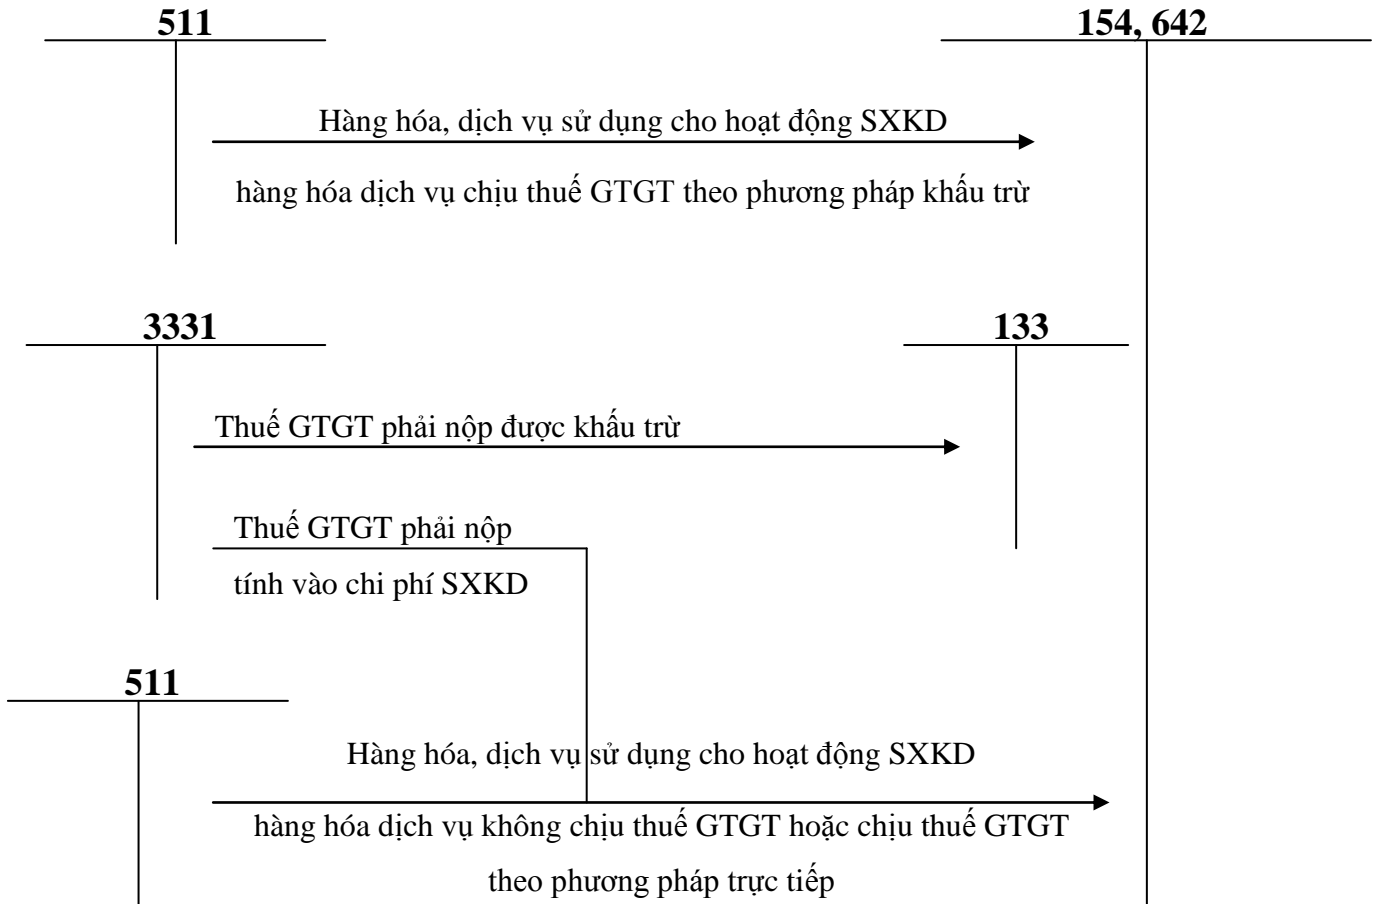 511
154, 642
Hàng hóa, dịch vụ sử dụng cho hoạt động SXKD
hàng hóa dịch vụ chịu thuế GTGT theo phương pháp khấu trừ
3331
133
Thuế GTGT phải nộp được khấu trừ
Thuế GTGT phải nộp
tính vào chi phí SXKD
511
Hàng hóa, dịch vụ sử dụng cho hoạt động SXKD
hàng hóa dịch vụ không chịu thuế GTGT hoặc chịu thuế GTGT
theo phương pháp trực tiếp